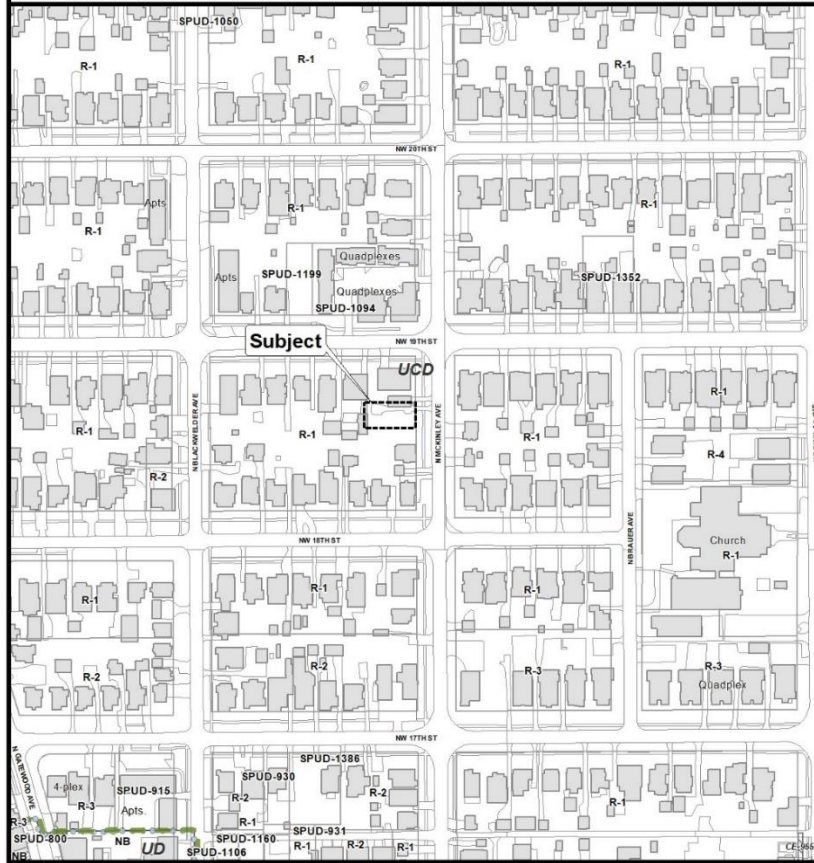 SPUD-1050
R-1
R-1
R-1
NW 20TH ST
R-1
Apts
R-1
R-1
Apts
SPUD-1199
Quadplexes
Quadplexes
SPUD-1094
SPUD-1352
NW 19TH ST
Subject
UCD
N BLACKWELDER AVE
N MCKINLEY AVE
R-1
R-1
R-1
R-1
R-4
R-2
N BRAUER AVE
Church
R-1
NW 18TH ST
R-1
R-1
R-1
R-2
R-2
R-3
R-3
Quadplex
NW 17TH ST
N GATEWOOD AVE
4-plex
R-3
SPUD-915
Apts.
SPUD-930
SPUD-1386
R-2
R-2
R-1
R-1
R-3
SPUD-800
NB
NB
UD
SPUD-1160
SPUD-1106
SPUD-931
R-1
R-2
R-1